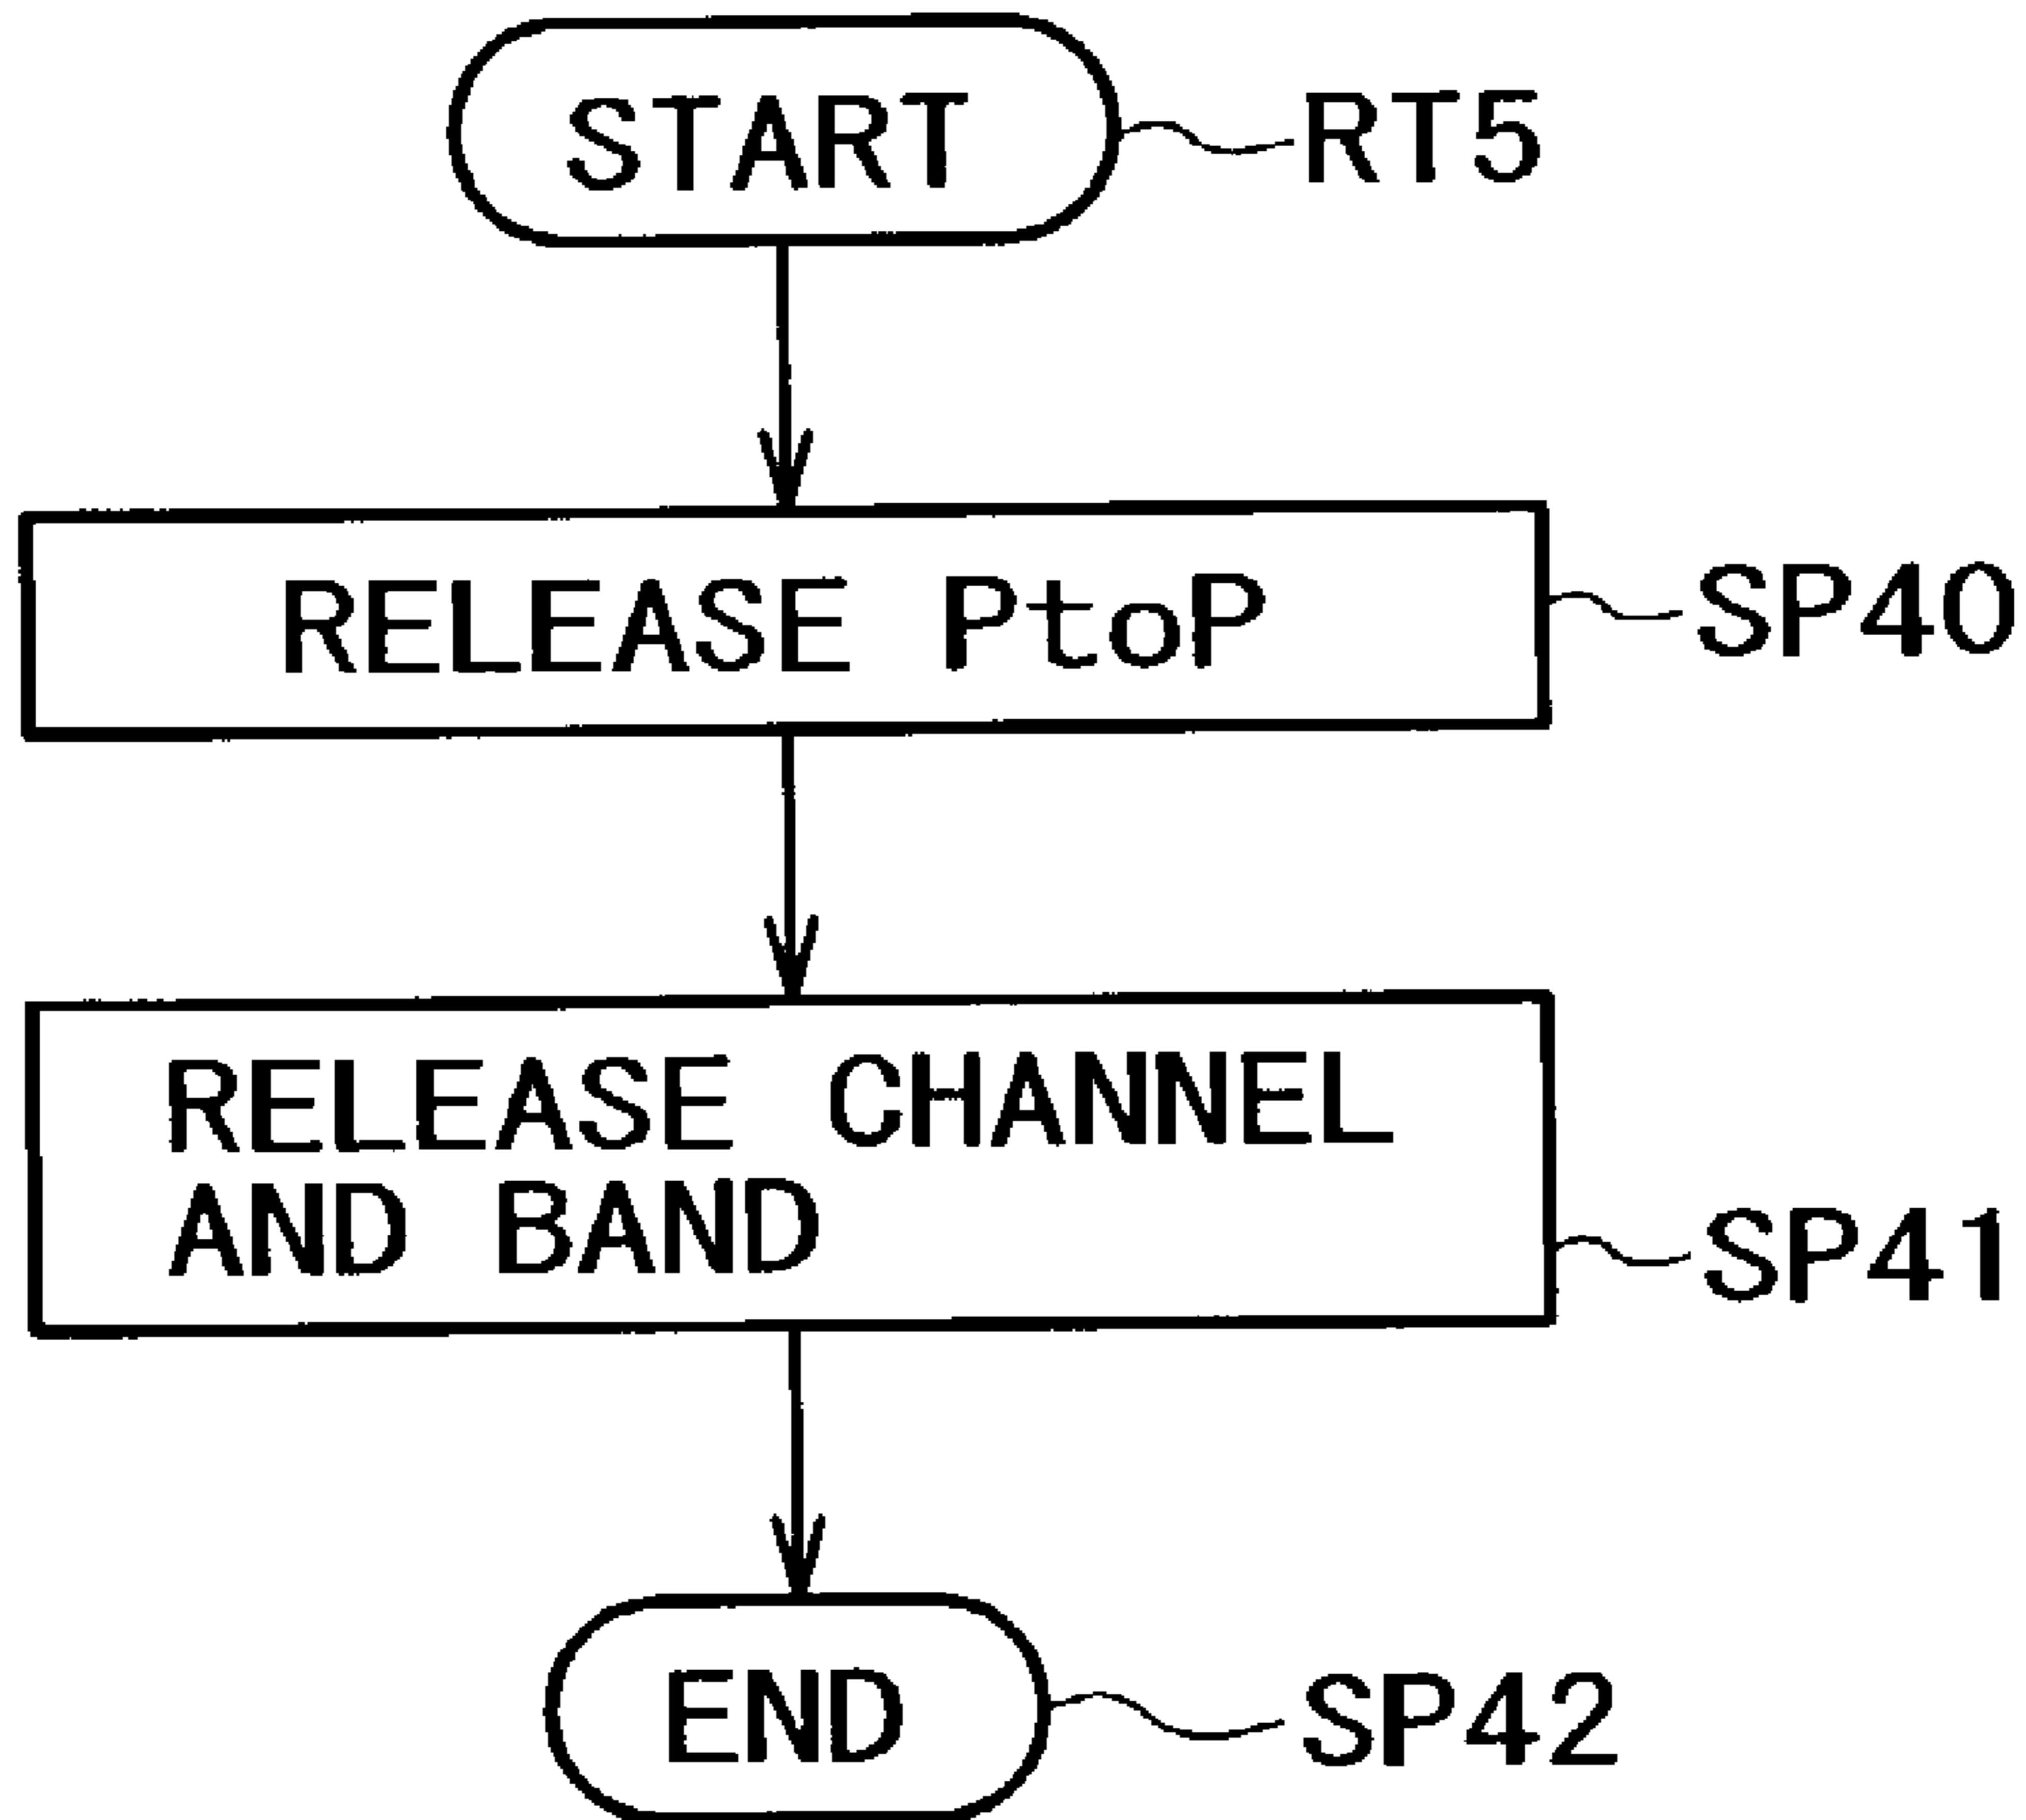 START RT5
RELEASE PtoP SP40
RELEASE CHANNEL
AND BAND
SP41
END SP42